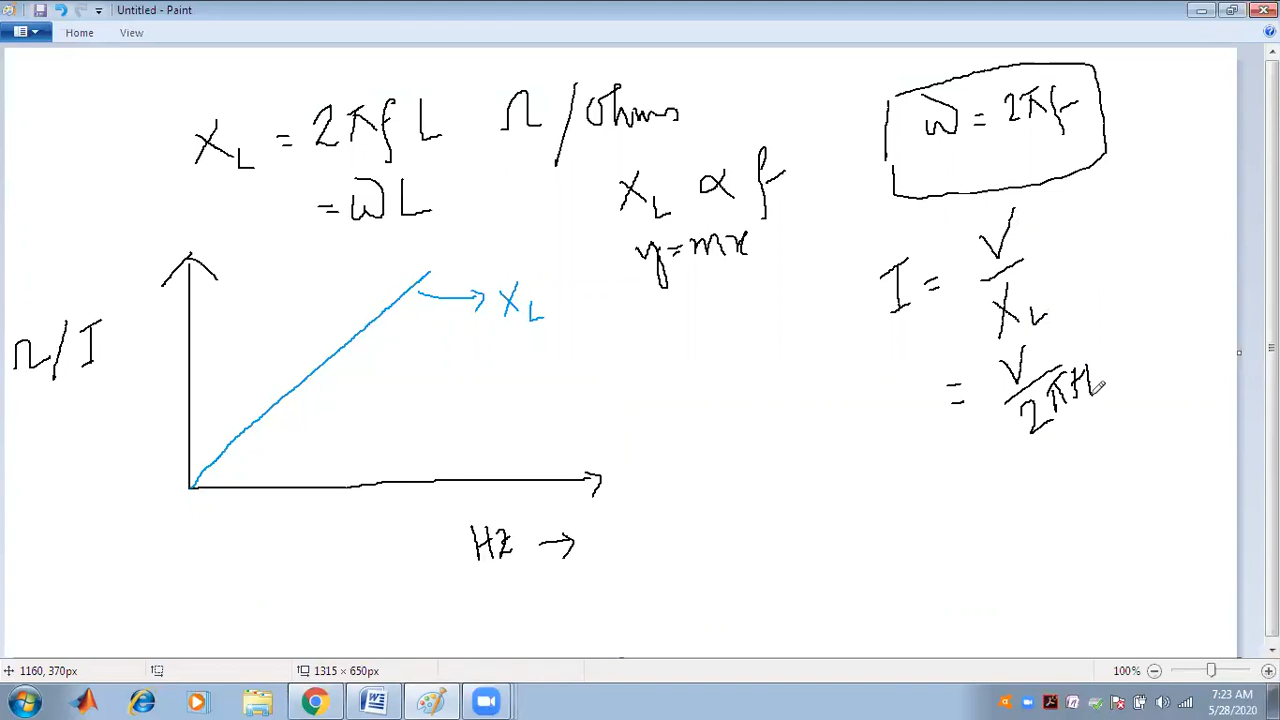 Untitled - Paint
Home View
X_L = 2πfL Ω/Ohms
= ωL
X_L ∝ f
y=mx
ω = 2πf
I = V/X_L
= V/2πf
Ω/I
X_L
HZ →
1160, 370px
1315 × 650px
100%
7:23 AM
5/28/2020